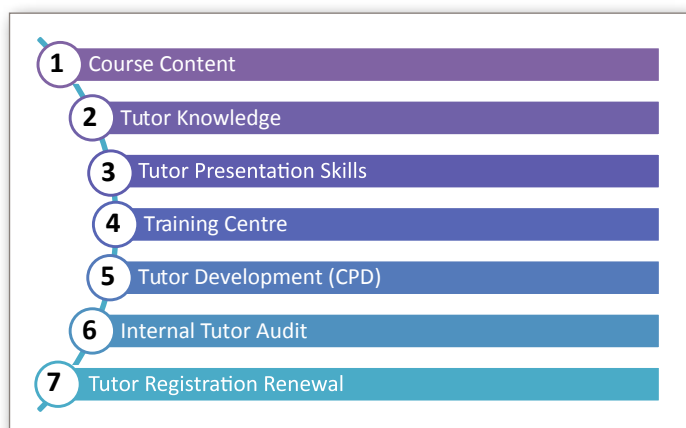 1 Course Content
2 Tutor Knowledge
3 Tutor Presentation Skills
4 Training Centre
5 Tutor Development (CPD)
6 Internal Tutor Audit
7 Tutor Registration Renewal